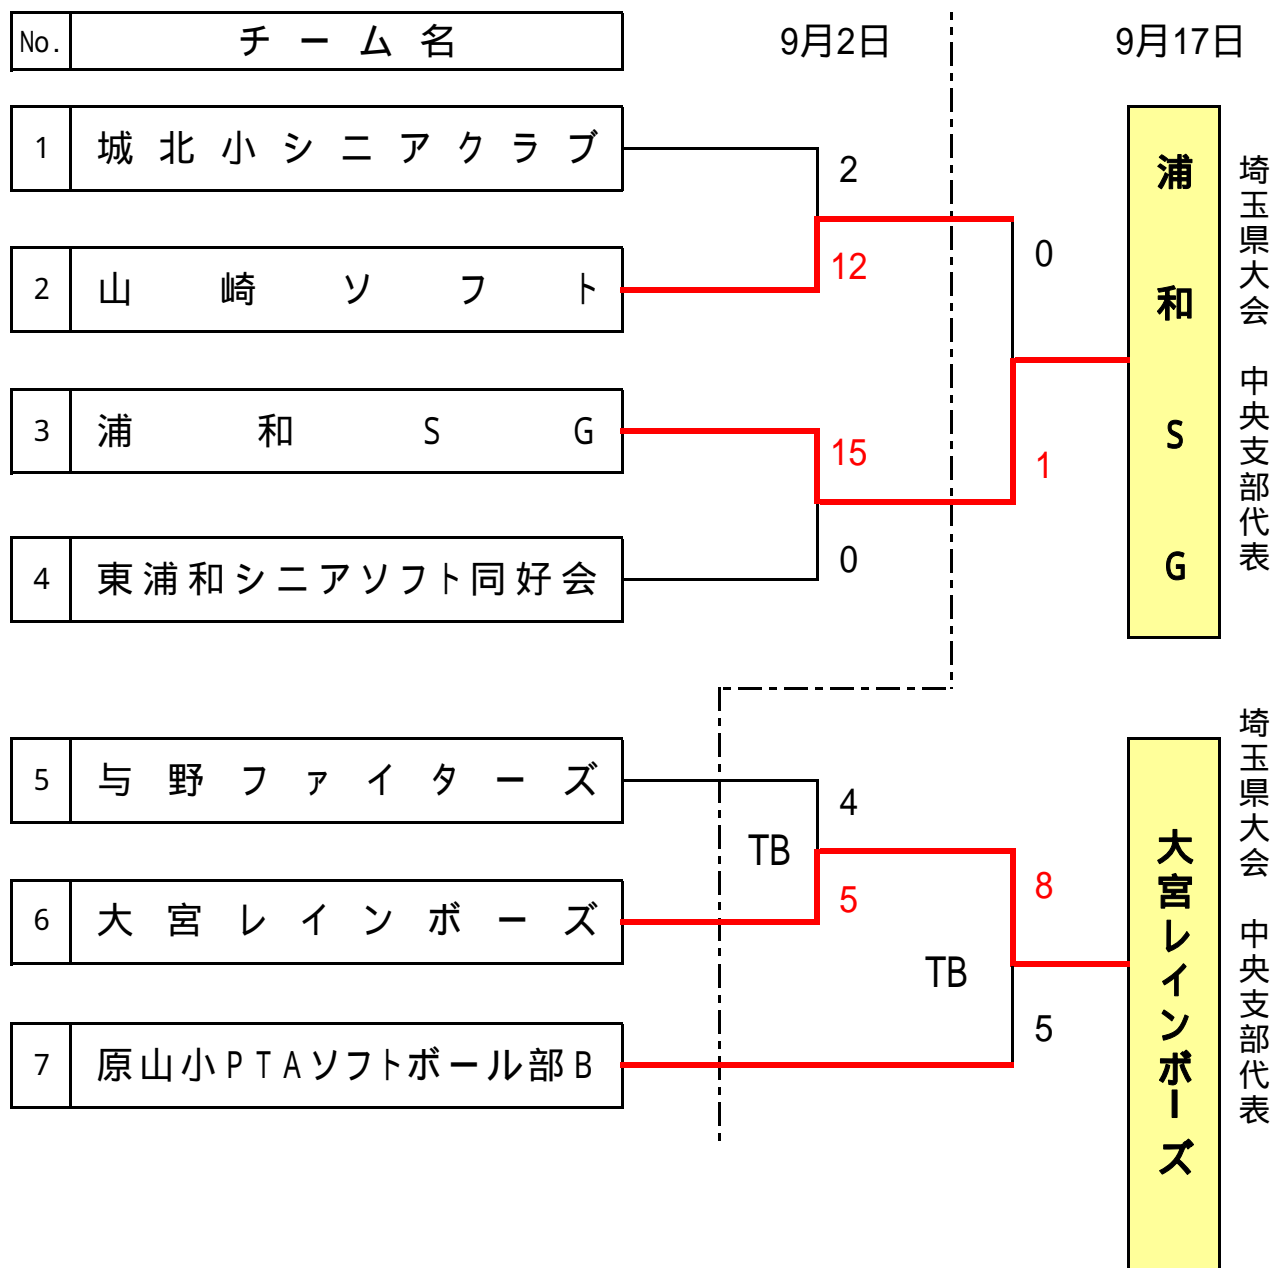 No. チーム名 9月2日 9月17日
1 城北小シニアクラブ
2
12
2 山崎ソフト
0
3 浦和SG
15
1
0
4 東浦和シニアソフト同好会
浦和SG
埼玉県大会 中央支部代表
5 与野ファイターズ
4
TB
5
8
6 大宮レインボーズ
TB
5
7 原山小PTAソフトボール部B
大宮レインボーズ
埼玉県大会 中央支部代表